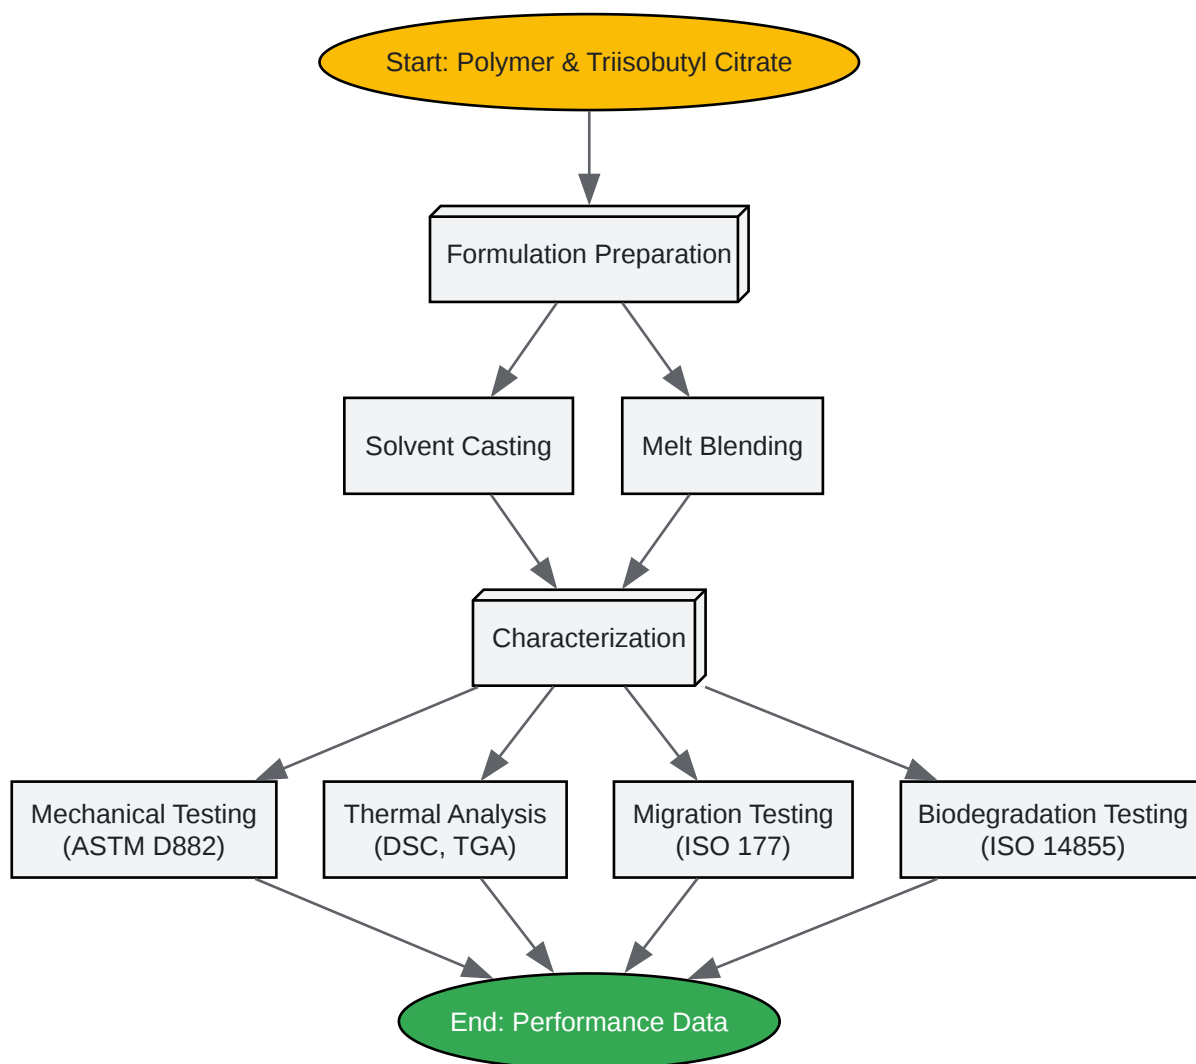 Start: Polymer & Triisobutyl Citrate
Formulation Preparation
Solvent Casting
Melt Blending
Characterization
Mechanical Testing
(ASTM D882)
Thermal Analysis
(DSC, TGA)
Migration Testing
(ISO 177)
Biodegradation Testing
(ISO 14855)
End: Performance Data